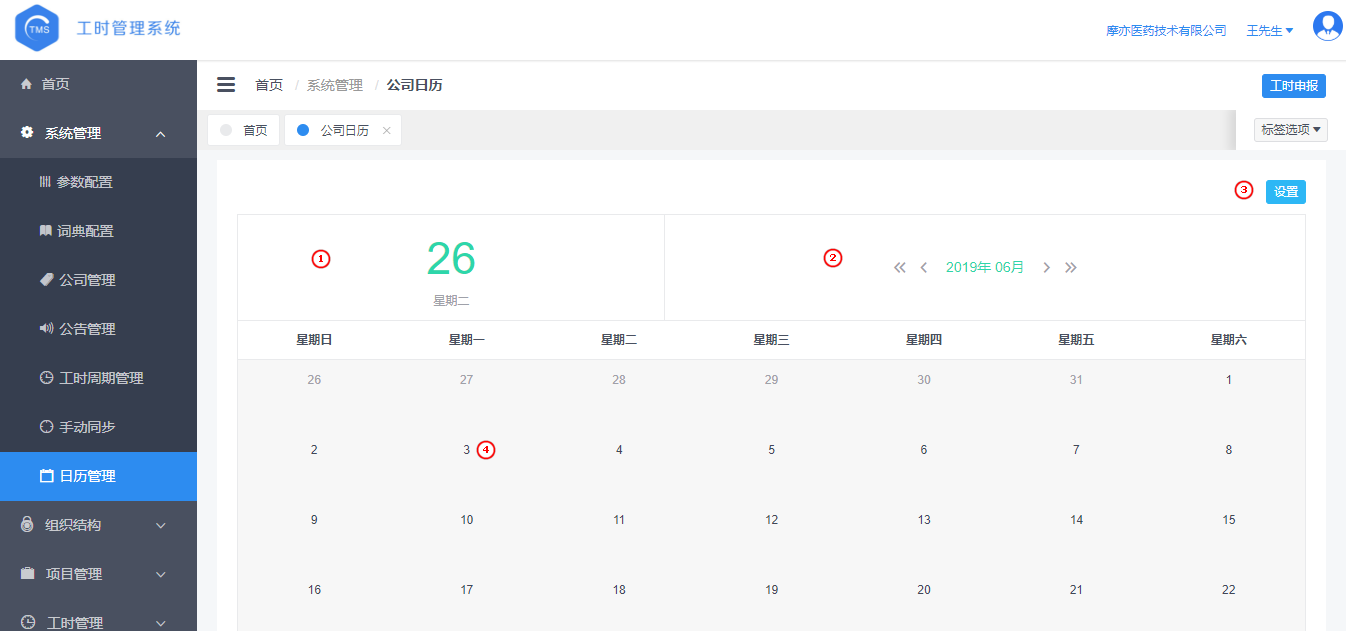 TMS 工时管理系统
摩亦医药技术有限公司 王先生
首页
系统管理
参数配置
词典配置
公司管理
公告管理
工时周期管理
手动同步
日历管理
组织结构
项目管理
工时管理
首页 / 系统管理 / 公司日历
工时申报
首页 公司日历
标签选项
3 设置
1 26
星期二
2 2019年 06月
星期日 星期一 星期二 星期三 星期四 星期五 星期六
26 27 28 29 30 31 1
2 3 4 4 5 6 7 8
9 10 11 12 13 14 15
16 17 18 19 20 21 22